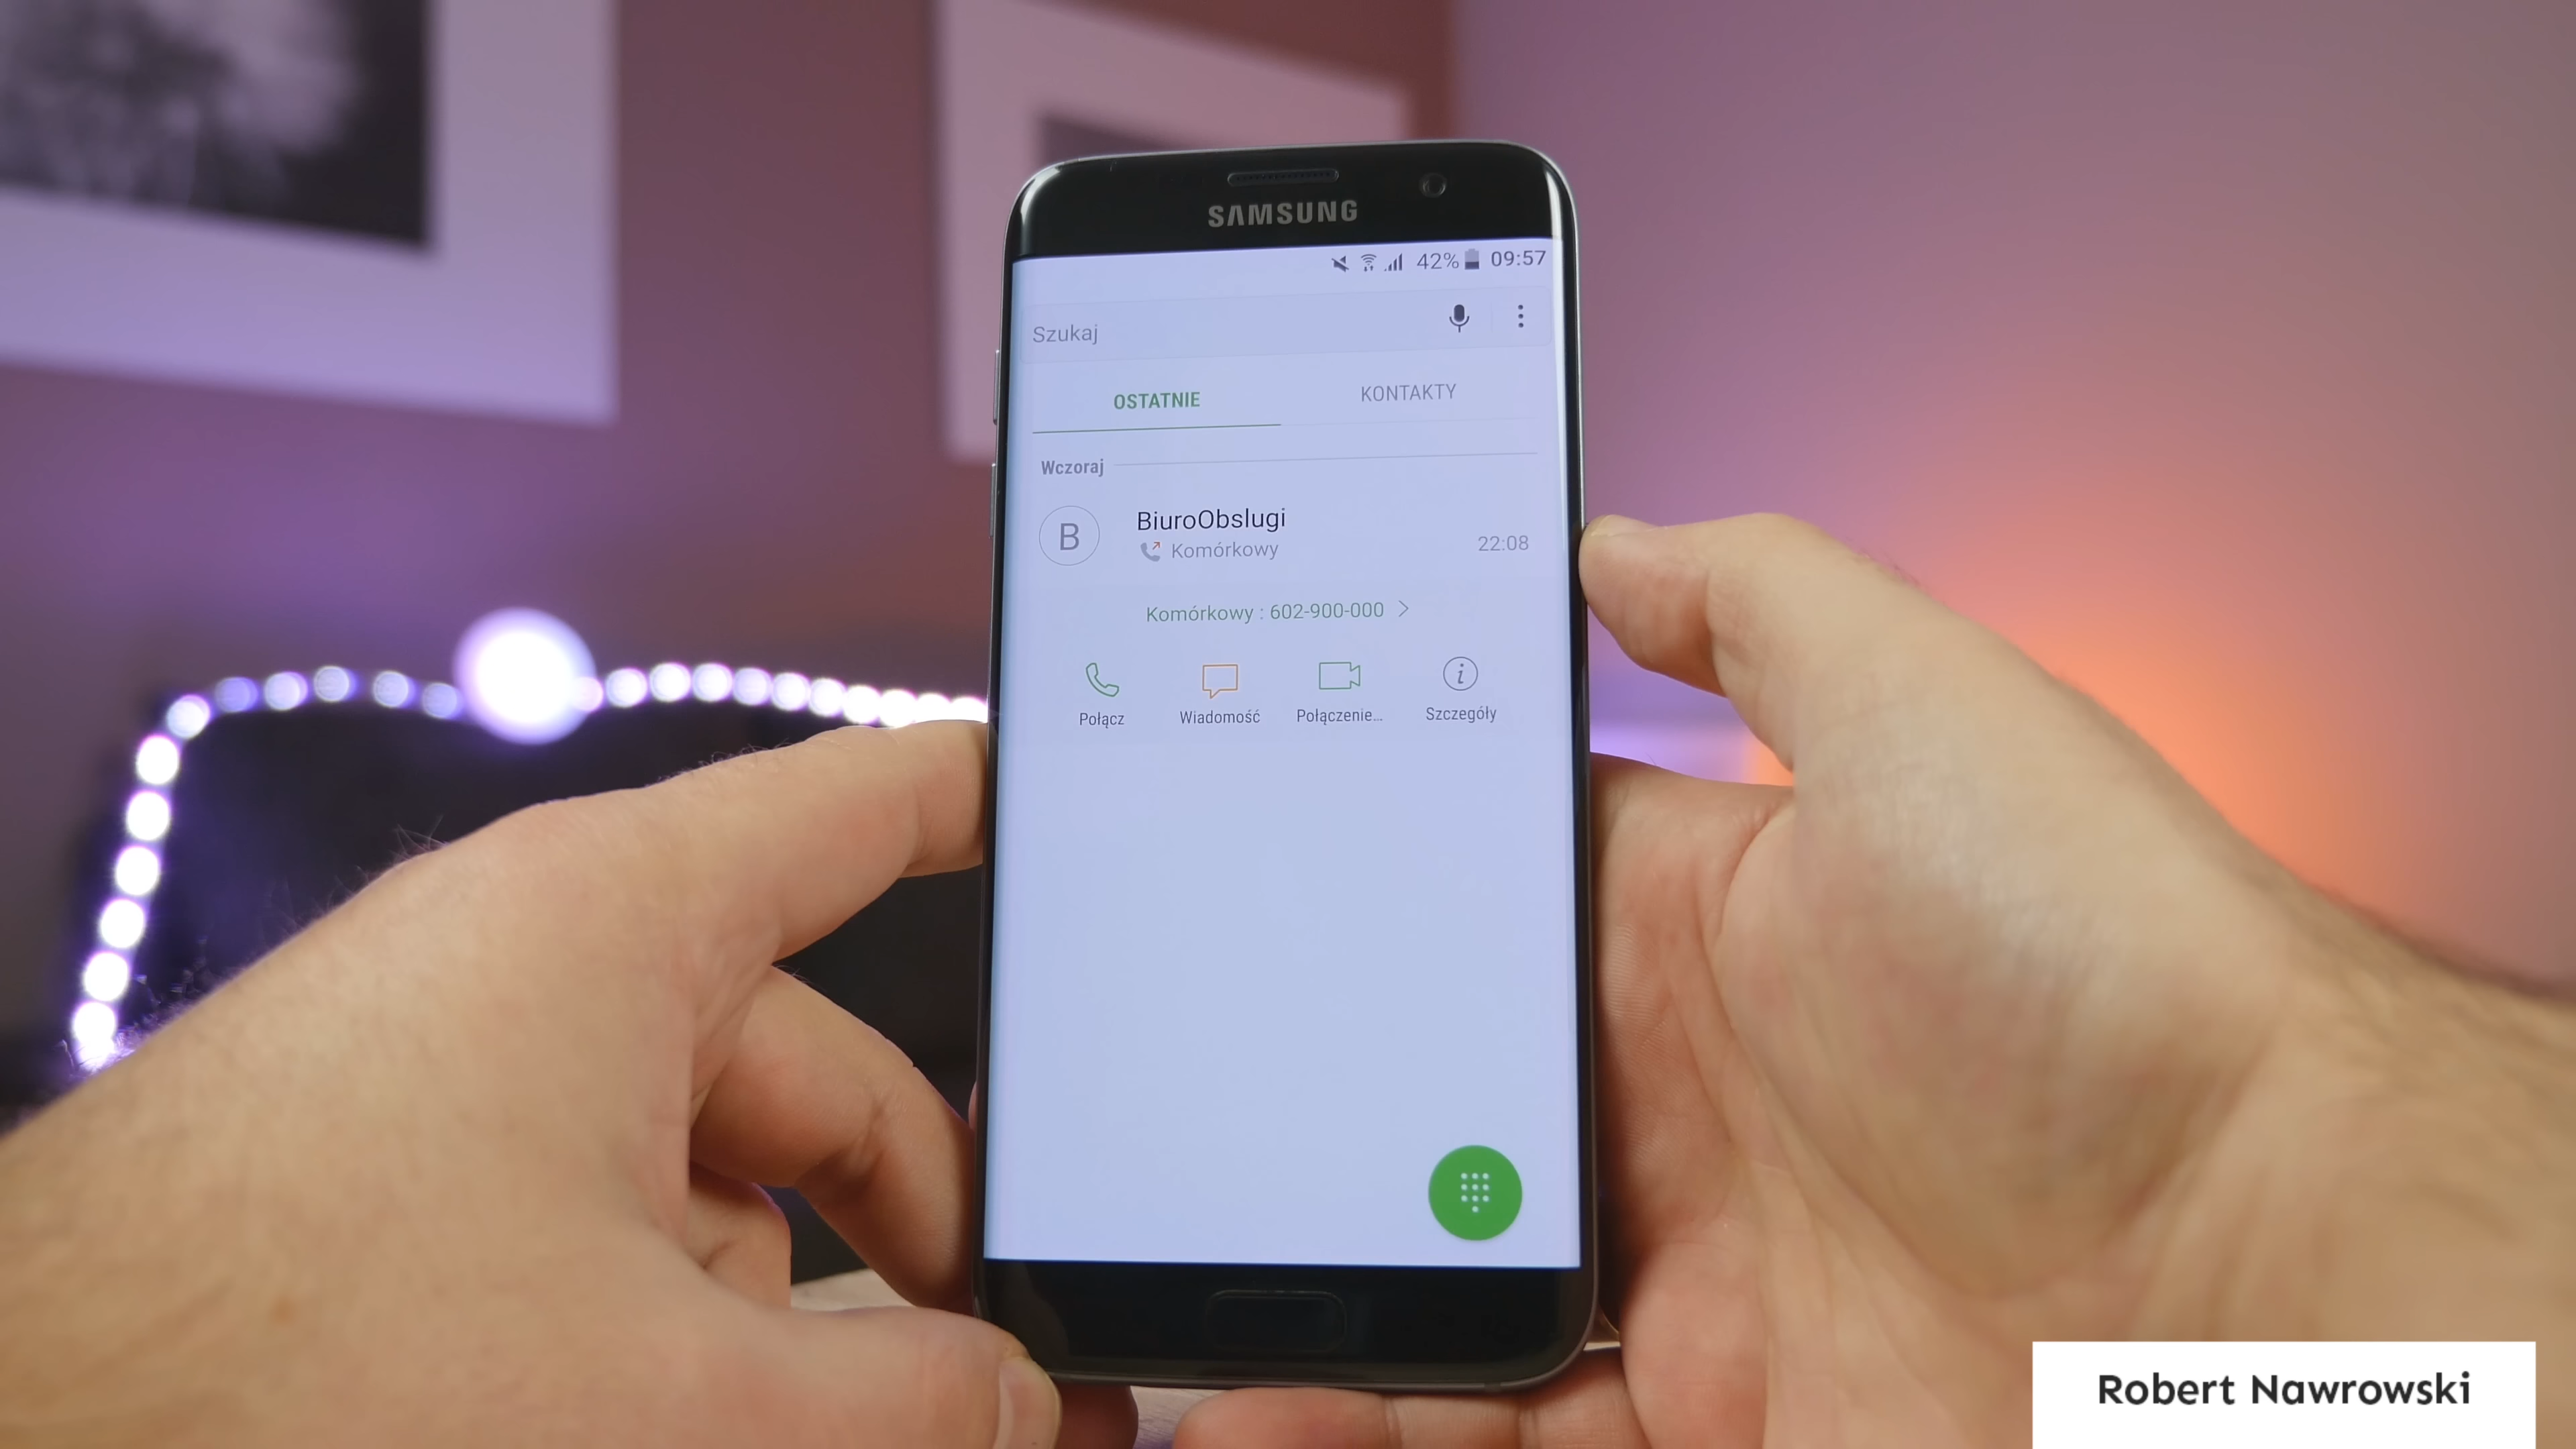 SAMSUNG
42% 09:57
Szukaj
OSTATNIE KONTAKTY
Wczoraj
B
BiuroObslugi
Komórkowy
22:08
Komórkowy : 602-900-000
Połącz Wiadomość Połączenie... Szczegóły
Robert Nawrowski